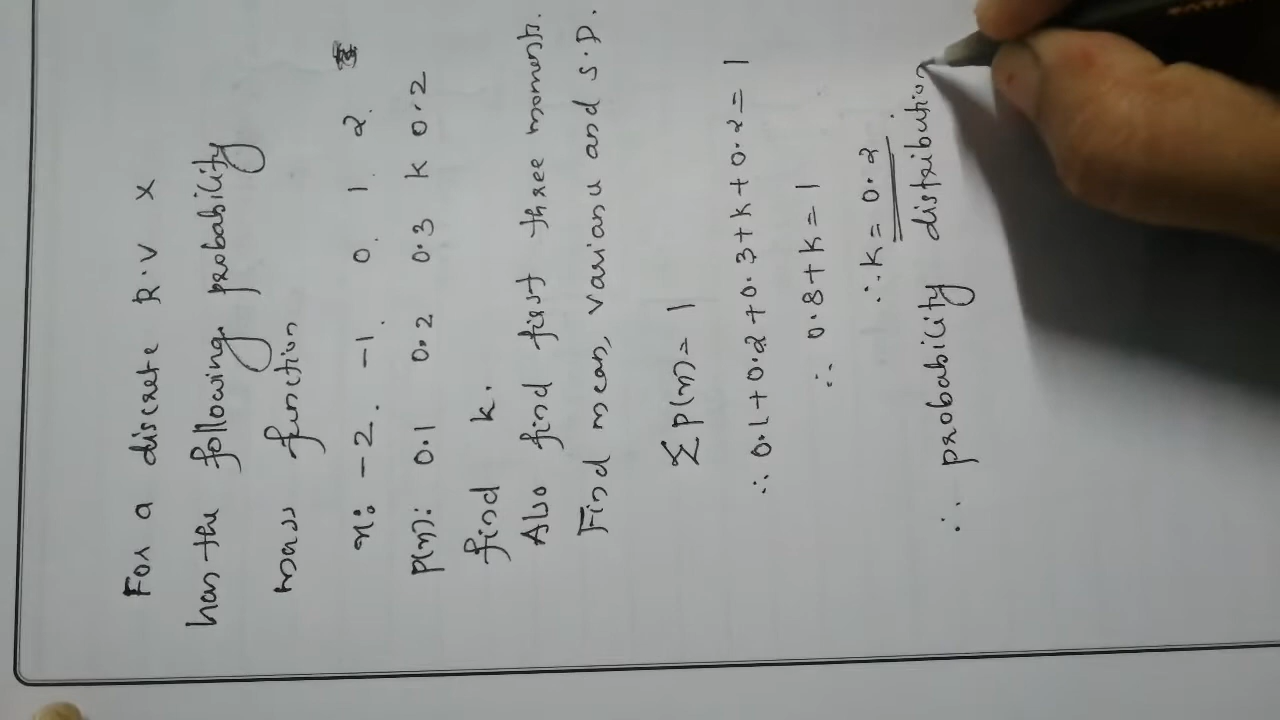 For a discrete R.V X
has the following probability
mass function
x: -2. -1. 0. 1. 2.
P(x): 0.1 0.2 0.3 K 0.2
find k.
Also find first three moments.
Find mean, variance and S.D.
∑ P(x) = 1
∴ 0.1 + 0.2 + 0.3 + K + 0.2 = 1
∴ 0.8 + K = 1
∴ K = 0.2.
∴ probability distribution